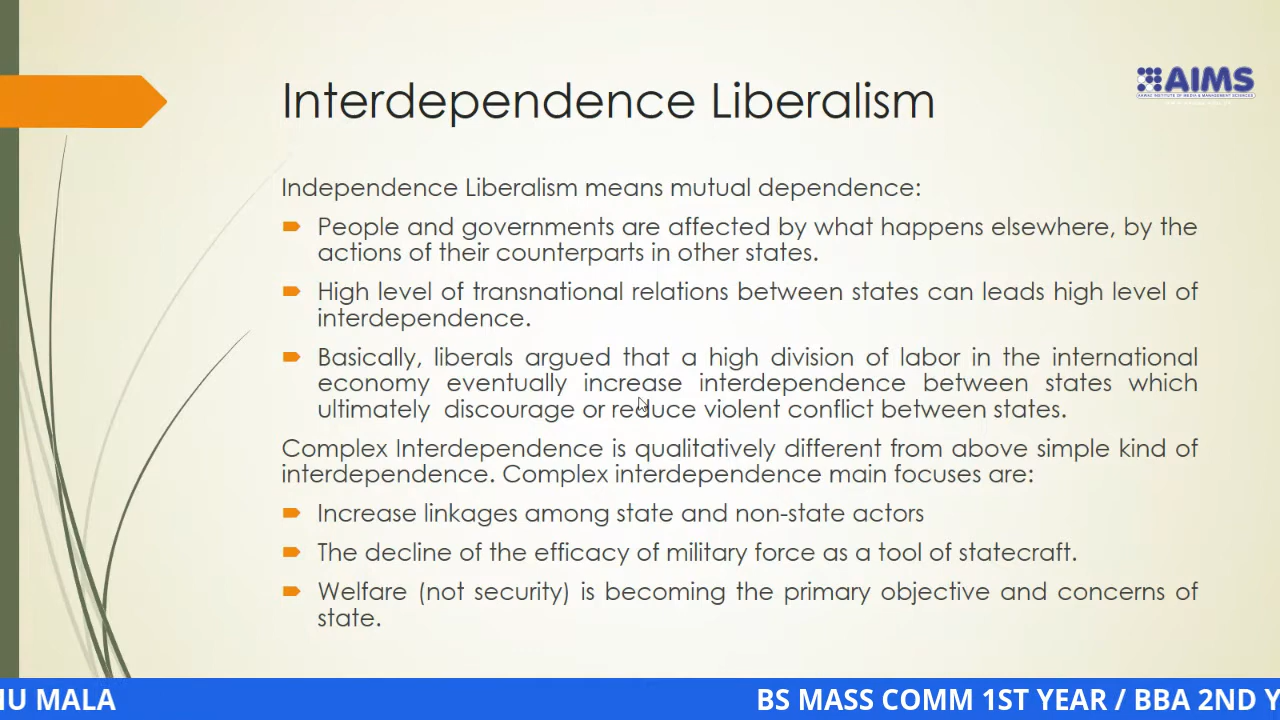 Interdependence Liberalism
AIMS
Independence Liberalism means mutual dependence:
People and governments are affected by what happens elsewhere, by the
actions of their counterparts in other states.
High level of transnational relations between states can leads high level of
interdependence.
Basically, liberals argued that a high division of labor in the international
economy eventually increase interdependence between states which
ultimately discourage or reduce violent conflict between states.
Complex Interdependence is qualitatively different from above simple kind of
interdependence. Complex interdependence main focuses are:
Increase linkages among state and non-state actors
The decline of the efficacy of military force as a tool of statecraft.
Welfare (not security) is becoming the primary objective and concerns of
state.
MALA
BS MASS COMM 1ST YEAR / BBA 2ND